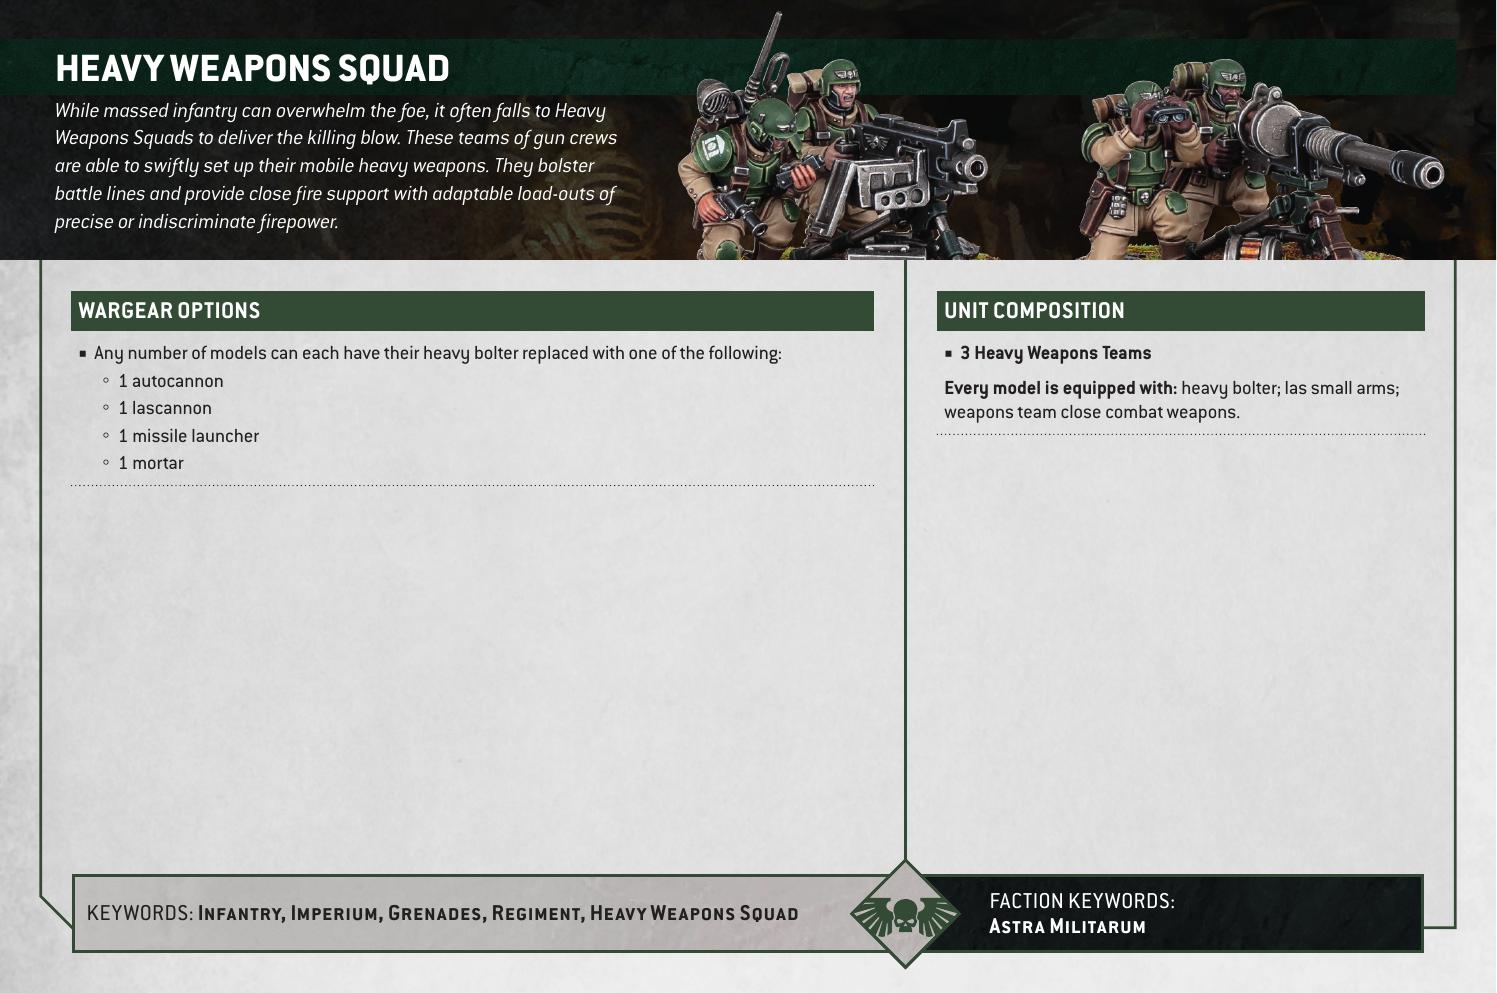 HEAVY WEAPONS SQUAD
While massed infantry can overwhelm the foe, it often falls to Heavy
Weapons Squads to deliver the killing blow. These teams of gun crews
are able to swiftly set up their mobile heavy weapons. They bolster
battle lines and provide close fire support with adaptable load-outs of
precise or indiscriminate firepower.
WARGEAR OPTIONS
▪ Any number of models can each have their heavy bolter replaced with one of the following:
◦ 1 autocannon
◦ 1 lascannon
◦ 1 missile launcher
◦ 1 mortar
UNIT COMPOSITION
▪ 3 Heavy Weapons Teams
Every model is equipped with: heavy bolter; las small arms;
weapons team close combat weapons.
KEYWORDS: Infantry, Imperium, Grenades, Regiment, Heavy Weapons Squad
FACTION KEYWORDS:
Astra Militarum